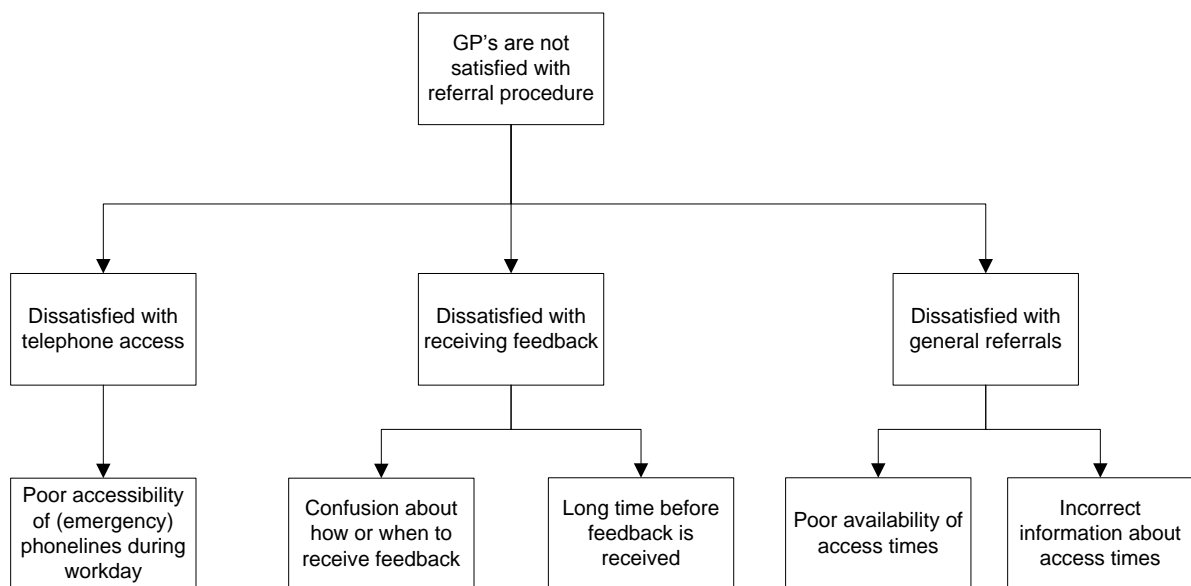 GP's are not
satisfied with
referral procedure
Dissatisfied with
telephone access
Dissatisfied with
receiving feedback
Dissatisfied with
general referrals
Poor accessibility
of (emergency)
phonelines during
workday
Confusion about
how or when to
receive feedback
Long time before
feedback is
received
Poor availability of
access times
Incorrect
information about
access times